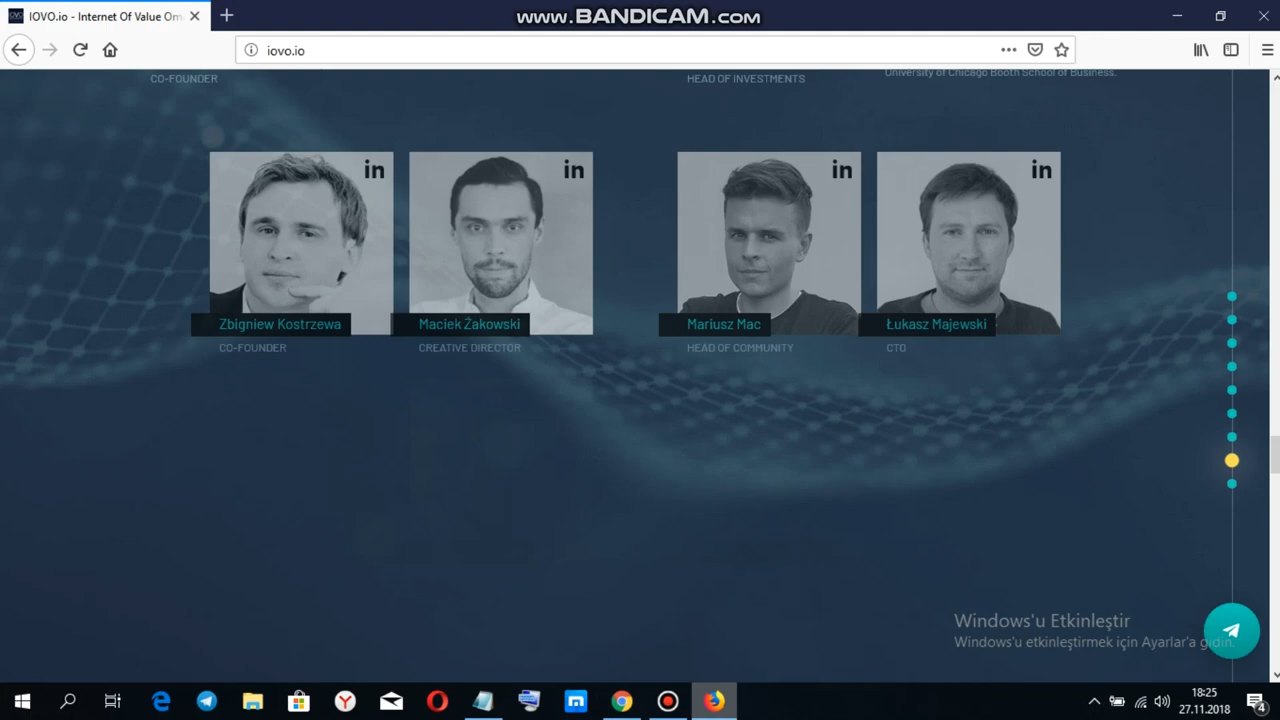 IOVO.io - Internet Of Value Om
www.BANDICAM.com
iovo.io
CO-FOUNDER
HEAD OF INVESTMENTS
University of Chicago Booth School of Business.
in
in
in
in
Zbigniew Kostrzewa
Maciek Żakowski
Mariusz Mac
Łukasz Majewski
CO-FOUNDER
CREATIVE DIRECTOR
HEAD OF COMMUNITY
CTO
Windows'u Etkinleştir
Windows'u etkinleştirmek için Ayarlar'a gidin.
18:25
27.11.2018
4